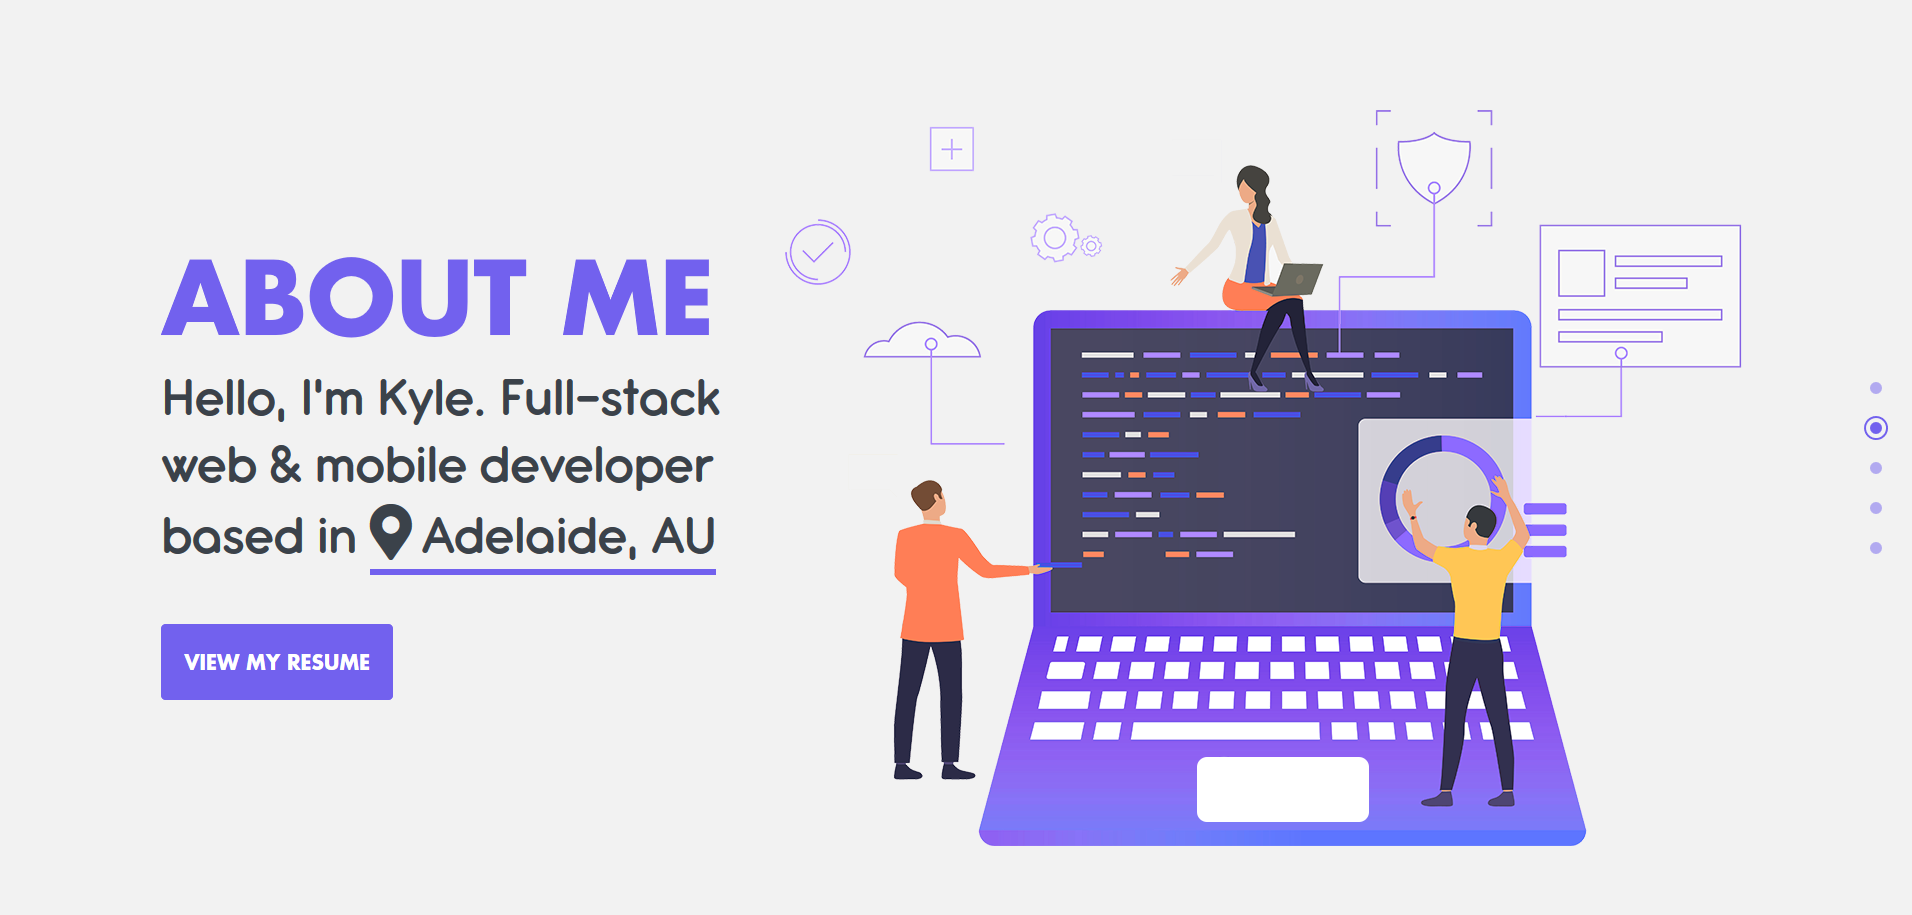 ABOUT ME
Hello, I'm Kyle. Full-stack
web & mobile developer
based in Adelaide, AU
VIEW MY RESUME